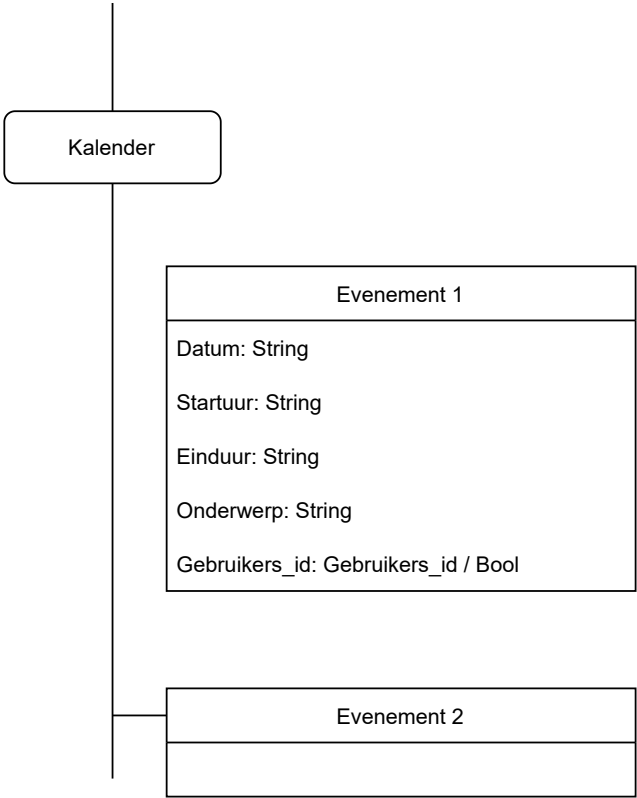 Kalender
Evenement 1
Datum: String
Startuur: String
Einduur: String
Onderwerp: String
Gebruikers_id: Gebruikers_id / Bool
Evenement 2